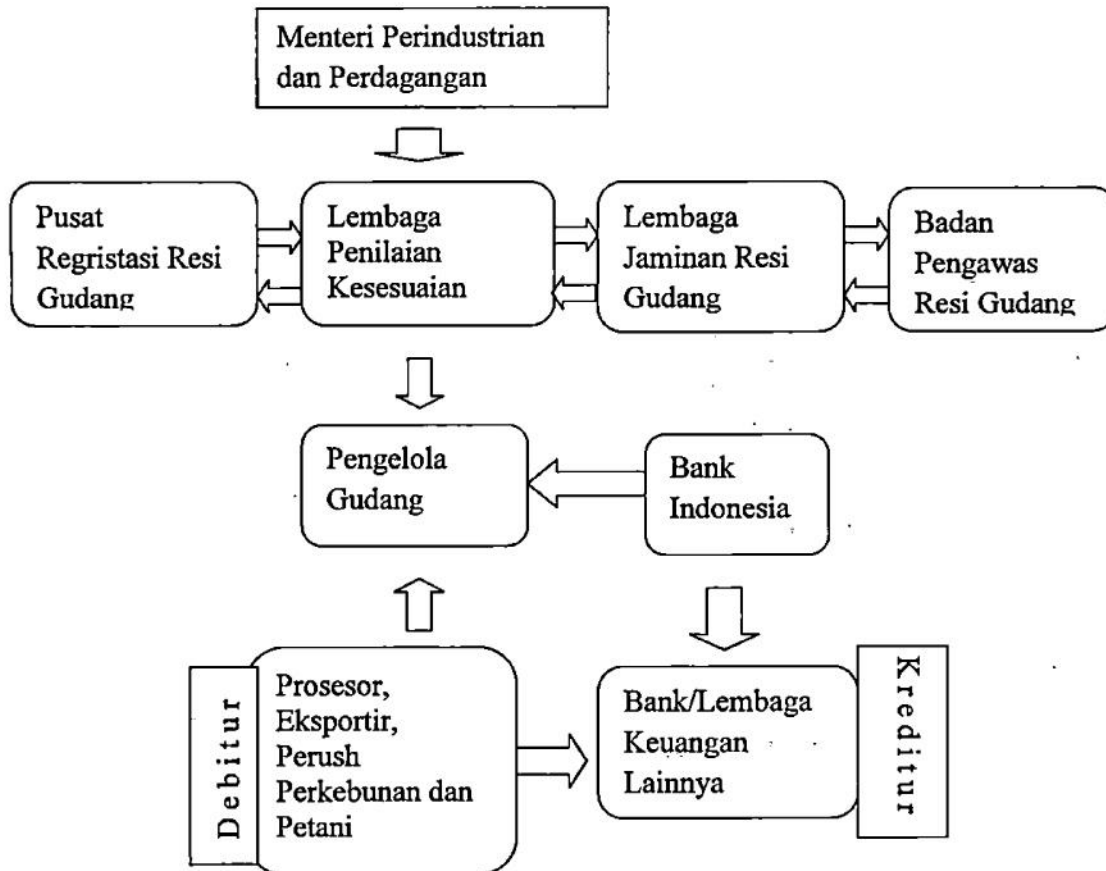 Menteri Perindustrian
dan Perdagangan
Pusat
Regristasi Resi
Gudang
Lembaga
Penilaian
Kesesuaian
Lembaga
Jaminan Resi
Gudang
Badan
Pengawas
Resi Gudang
Pengelola
Gudang
Bank
Indonesia
Debitur
Prosesor,
Eksportir,
Perush
Perkebunan dan
Petani
Bank/Lembaga
Keuangan
Lainnya
Kreditur